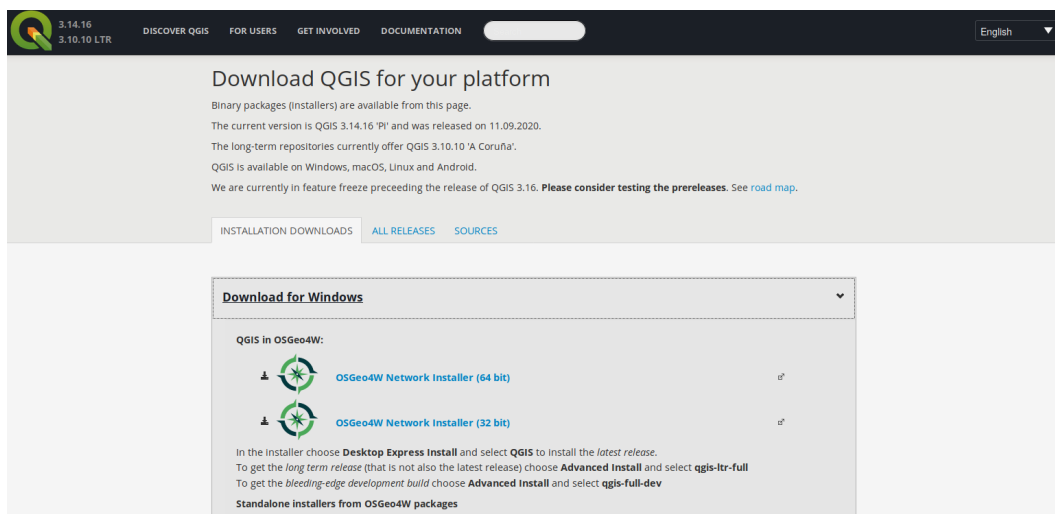 3.14.16
3.10.10 LTR
DISCOVER QGIS FOR USERS GET INVOLVED DOCUMENTATION
English
Download QGIS for your platform
Binary packages (installers) are available from this page.
The current version is QGIS 3.14.16 'Pi' and was released on 11.09.2020.
The long-term repositories currently offer QGIS 3.10.10 'A Coruña'.
QGIS is available on Windows, macOS, Linux and Android.
We are currently in feature freeze preceeding the release of QGIS 3.16. Please consider testing the prereleases. See road map.
INSTALLATION DOWNLOADS ALL RELEASES SOURCES
Download for Windows
QGIS in OSGeo4W:
OSGeo4W Network Installer (64 bit)
OSGeo4W Network Installer (32 bit)
In the installer choose Desktop Express Install and select QGIS to install the latest release.
To get the long term release (that is not also the latest release) choose Advanced Install and select qgis-ltr-full
To get the bleeding-edge development build choose Advanced Install and select qgis-full-dev
Standalone installers from OSGeo4W packages